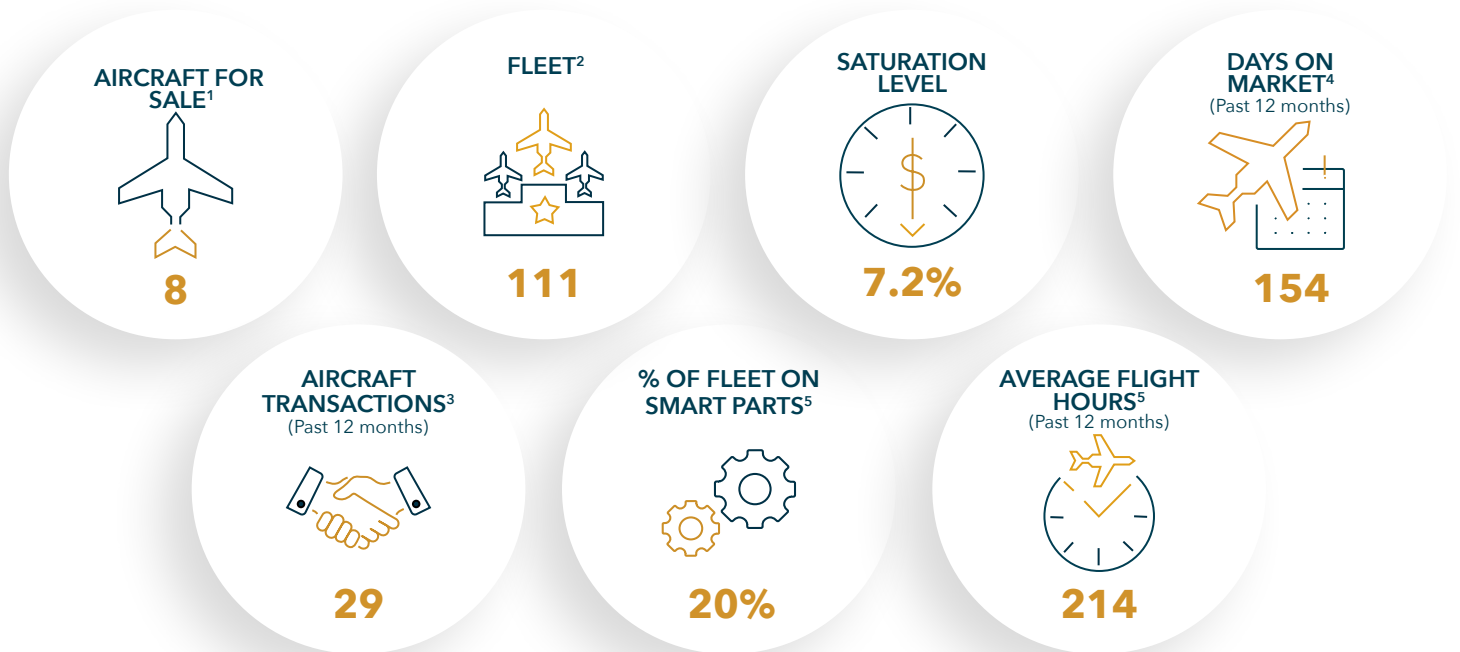 AIRCRAFT FOR
SALE¹
8
FLEET²
111
SATURATION
LEVEL
$
7.2%
DAYS ON
MARKET⁴
(Past 12 months)
154
AIRCRAFT
TRANSACTIONS³
(Past 12 months)
29
% OF FLEET ON
SMART PARTS⁵
20%
AVERAGE FLIGHT
HOURS⁵
(Past 12 months)
214